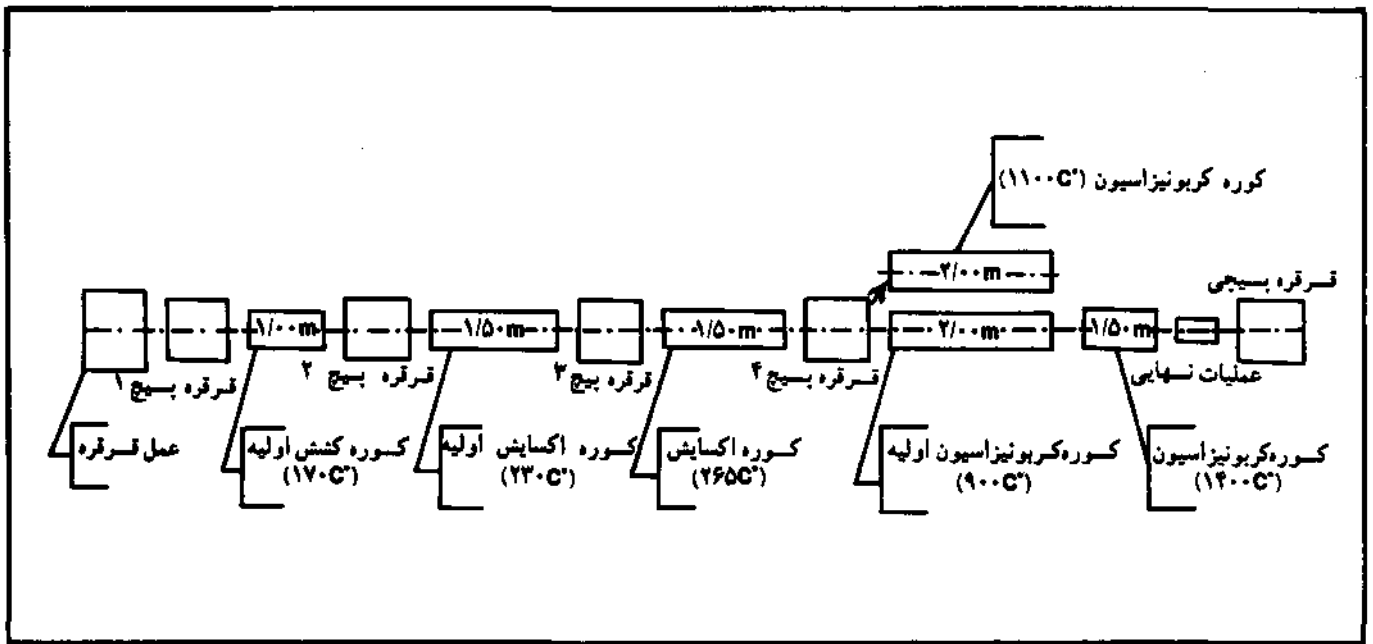 کوره کربونیزاسیون (۱۱۰۰C°)
۲/۰۰m
قرقره پیچی
۱/۰۰m
۱/۵۰m
۱/۵۰m
۲/۰۰m
۱/۵۰m
قرقره پیچ ۱
قرقره پیچ ۲
قرقره پیچ ۳
قرقره پیچ ۴
عملیات نهایی
عمل قرقره
کوره کشش اولیه
(۱۷۰C°)
کوره اکسایش اولیه
(۲۳۰C°)
کوره اکسایش
(۲۶۵C°)
کوره کربونیزاسیون اولیه
(۹۰۰C°)
کوره کربونیزاسیون
(۱۴۰۰C°)